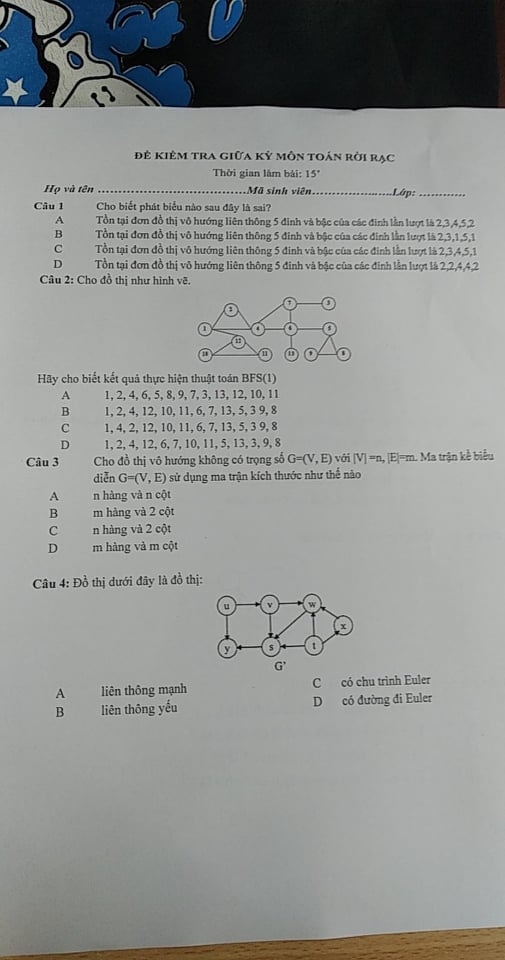 ĐỀ KIỂM TRA GIỮA KỲ MÔN TOÁN RỜI RẠC
Thời gian làm bài: 15'
Họ và tên ....................................Mã sinh viên....................Lớp: ............
Câu 1 Cho biết phát biểu nào sau đây là sai?
A Tồn tại đơn đồ thị vô hướng liên thông 5 đỉnh và bậc của các đỉnh lần lượt là 2,3,4,5,2
B Tồn tại đơn đồ thị vô hướng liên thông 5 đỉnh và bậc của các đỉnh lần lượt là 2,3,1,5,1
C Tồn tại đơn đồ thị vô hướng liên thông 5 đỉnh và bậc của các đỉnh lần lượt là 2,3,4,5,1
D Tồn tại đơn đồ thị vô hướng liên thông 5 đỉnh và bậc của các đỉnh lần lượt là 2,2,4,4,2
Câu 2: Cho đồ thị như hình vẽ.
2 7 3
1 4 6 5
12
10 11 13 9 8
Hãy cho biết kết quả thực hiện thuật toán BFS(1)
A 1, 2, 4, 6, 5, 8, 9, 7, 3, 13, 12, 10, 11
B 1, 2, 4, 12, 10, 11, 6, 7, 13, 5, 3 9, 8
C 1, 4, 2, 12, 10, 11, 6, 7, 13, 5, 3 9, 8
D 1, 2, 4, 12, 6, 7, 10, 11, 5, 13, 3, 9, 8
Câu 3 Cho đồ thị vô hướng không có trọng số G=(V, E) với |V| =n, |E|=m. Ma trận kề biểu
diễn G=(V, E) sử dụng ma trận kích thước như thế nào
A n hàng và n cột
B m hàng và 2 cột
C n hàng và 2 cột
D m hàng và m cột
Câu 4: Đồ thị dưới đây là đồ thị:
u v w
x
y s t
G'
A liên thông mạnh C có chu trình Euler
B liên thông yếu D có đường đi Euler